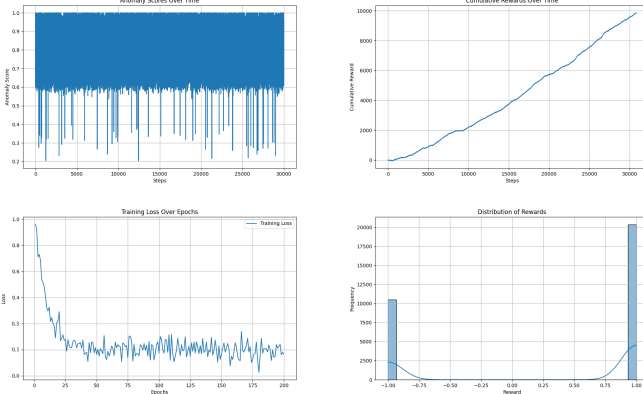 Anomaly Scores Over Time
1.0
0.9
0.8
0.7
0.6
0.5
0.4
0.3
0.2
Anomaly Score
0 5000 10000 15000 20000 25000 30000
Steps
Cumulative Rewards Over Time
10000
8000
6000
4000
2000
0
Cumulative Reward
0 5000 10000 15000 20000 25000 30000
Steps
Training Loss Over Epochs
Training Loss
1.0
0.9
0.6
0.4
0.3
0.1
0.0
Loss
0 25 50 75 100 125 150 175 200
Epochs
Distribution of Rewards
20000
17500
15000
12500
10000
7500
5000
2500
0
Frequency
−1.00 −0.75 −0.50 −0.25 0.00 0.25 0.50 0.75 1.00
Reward